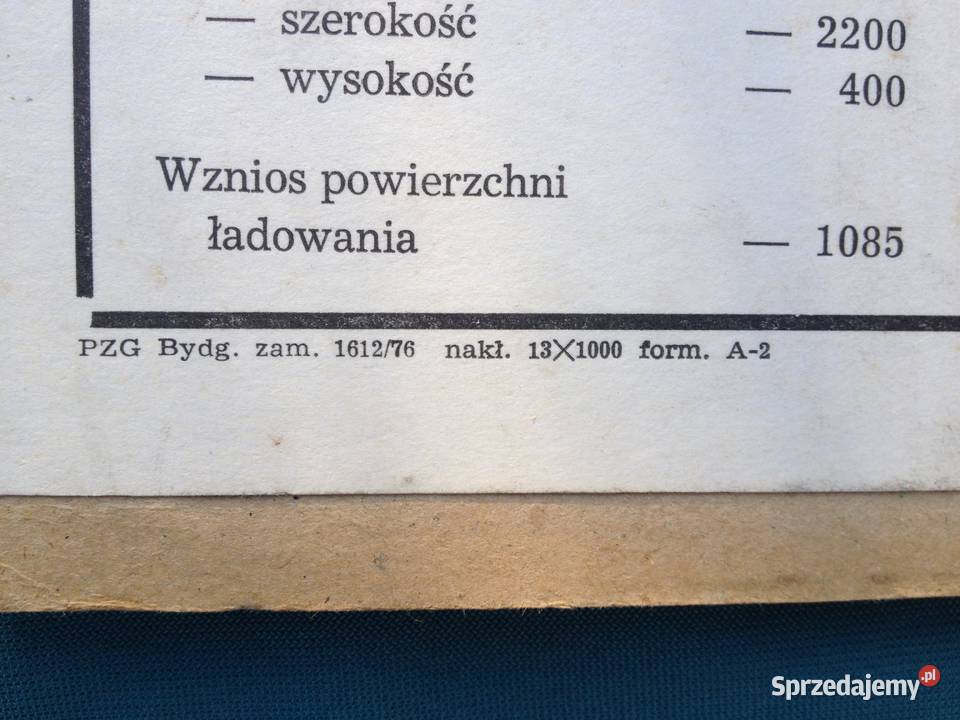 — szerokość — 2200
— wysokość — 400
Wznios powierzchni
ładowania — 1085
PZG Bydg. zam. 1612/76 nakł. 13X1000 form. A-2
Sprzedajemy.pl